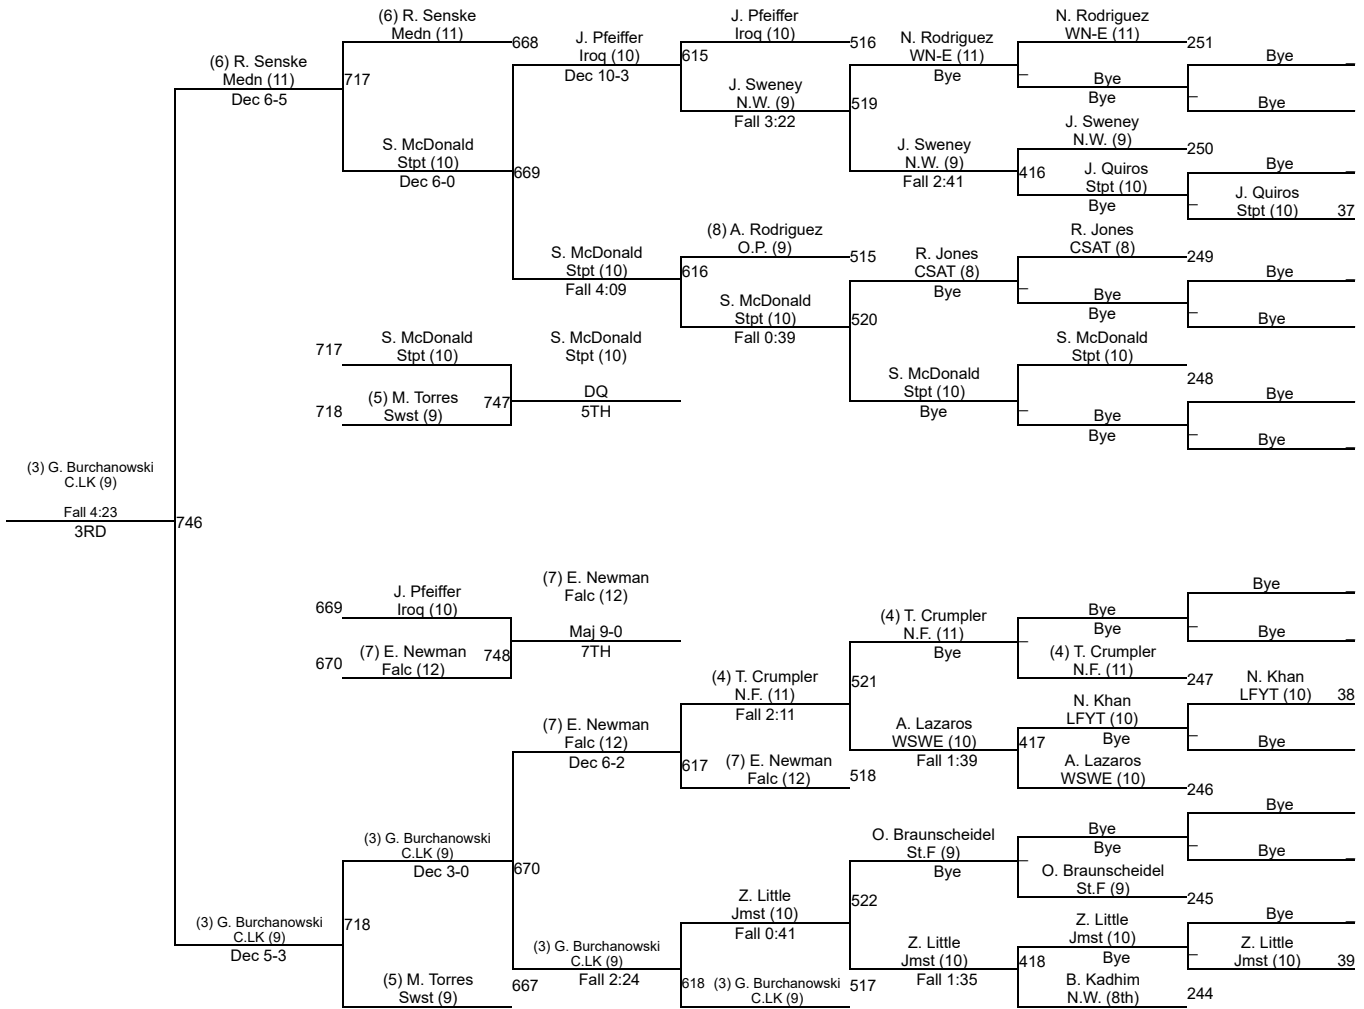 (6) R. Senske
Medn (11)
668
J. Pfeiffer
Iroq (10)
Dec 10-3
J. Pfeiffer
Iroq (10)
516
615
N. Rodriguez
WN-E (11)
Bye
N. Rodriguez
WN-E (11)
251
Bye
Bye
Bye
Bye
(6) R. Senske
Medn (11)
Dec 6-5
717
J. Sweney
N.W. (9)
Fall 3:22
519
J. Sweney
N.W. (9)
250
S. McDonald
Stpt (10)
Dec 6-0
669
J. Sweney
N.W. (9)
Fall 2:41
416
J. Quiros
Stpt (10)
Bye
Bye
J. Quiros
Stpt (10)
37
S. McDonald
Stpt (10)
Fall 4:09
(8) A. Rodriguez
O.P. (9)
515
616
R. Jones
CSAT (8)
Bye
R. Jones
CSAT (8)
249
Bye
Bye
Bye
Bye
S. McDonald
Stpt (10)
Fall 0:39
520
717
S. McDonald
Stpt (10)
S. McDonald
Stpt (10)
S. McDonald
Stpt (10)
248
718
(5) M. Torres
Swst (9)
747
DQ
5TH
S. McDonald
Stpt (10)
Bye
Bye
Bye
Bye
Bye
(3) G. Burchanowski
C.LK (9)
Fall 4:23
3RD
746
669
J. Pfeiffer
Iroq (10)
(7) E. Newman
Falc (12)
Maj 9-0
7TH
670
(7) E. Newman
Falc (12)
748
(4) T. Crumpler
N.F. (11)
Bye
Bye
Bye
Bye
Bye
(4) T. Crumpler
N.F. (11)
247
(4) T. Crumpler
N.F. (11)
Fall 2:11
521
N. Khan
LFYT (10)
38
(7) E. Newman
Falc (12)
Dec 6-2
617
(7) E. Newman
Falc (12)
518
A. Lazaros
WSWE (10)
Fall 1:39
417
N. Khan
LFYT (10)
Bye
Bye
A. Lazaros
WSWE (10)
246
(3) G. Burchanowski
C.LK (9)
Dec 3-0
670
O. Braunscheidel
St.F (9)
Bye
Bye
Bye
Bye
Bye
O. Braunscheidel
St.F (9)
245
(3) G. Burchanowski
C.LK (9)
Dec 5-3
718
Z. Little
Jmst (10)
Fall 0:41
522
Z. Little
Jmst (10)
Bye
Bye
(3) G. Burchanowski
C.LK (9)
Fall 2:24
Z. Little
Jmst (10)
Fall 1:35
418
Z. Little
Jmst (10)
39
(5) M. Torres
Swst (9)
667
618
(3) G. Burchanowski
C.LK (9)
517
B. Kadhim
N.W. (8th)
244